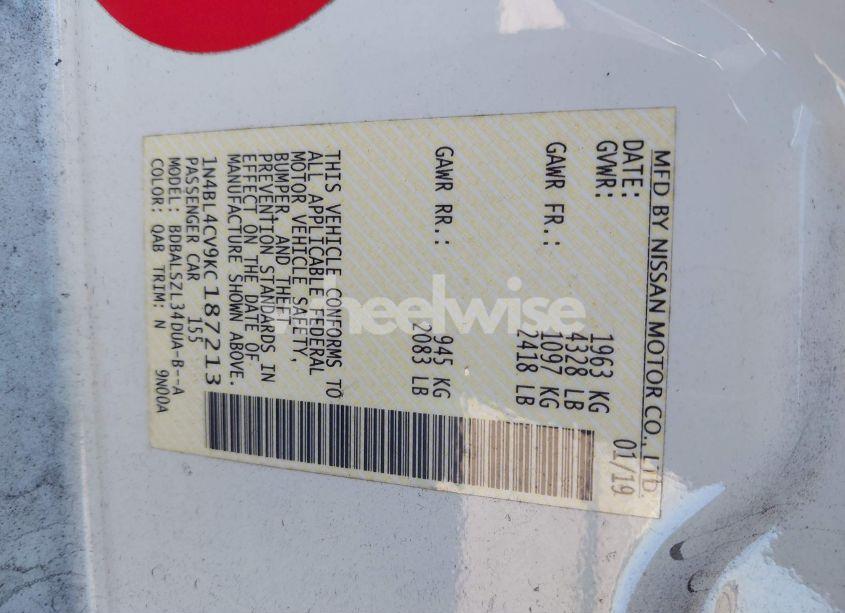 MFD BY NISSAN MOTOR CO., LTD.
DATE: 01/19
GVWR: 1963 KG
4328 LB
GAWR FR.: 1097 KG
2418 LB
GAWR RR.: 945 KG
2083 LB
THIS VEHICLE CONFORMS TO
ALL APPLICABLE FEDERAL
MOTOR VEHICLE SAFETY,
BUMPER, AND THEFT
PREVENTION STANDARDS IN
EFFECT ON THE DATE OF
MANUFACTURE SHOWN ABOVE.
1N4BL4CV9KC187213
PASSENGER CAR 155
MODEL: BDBALSZL34DUA-B--A
COLOR: QAB TRIM: N 9N00A
wheelwise